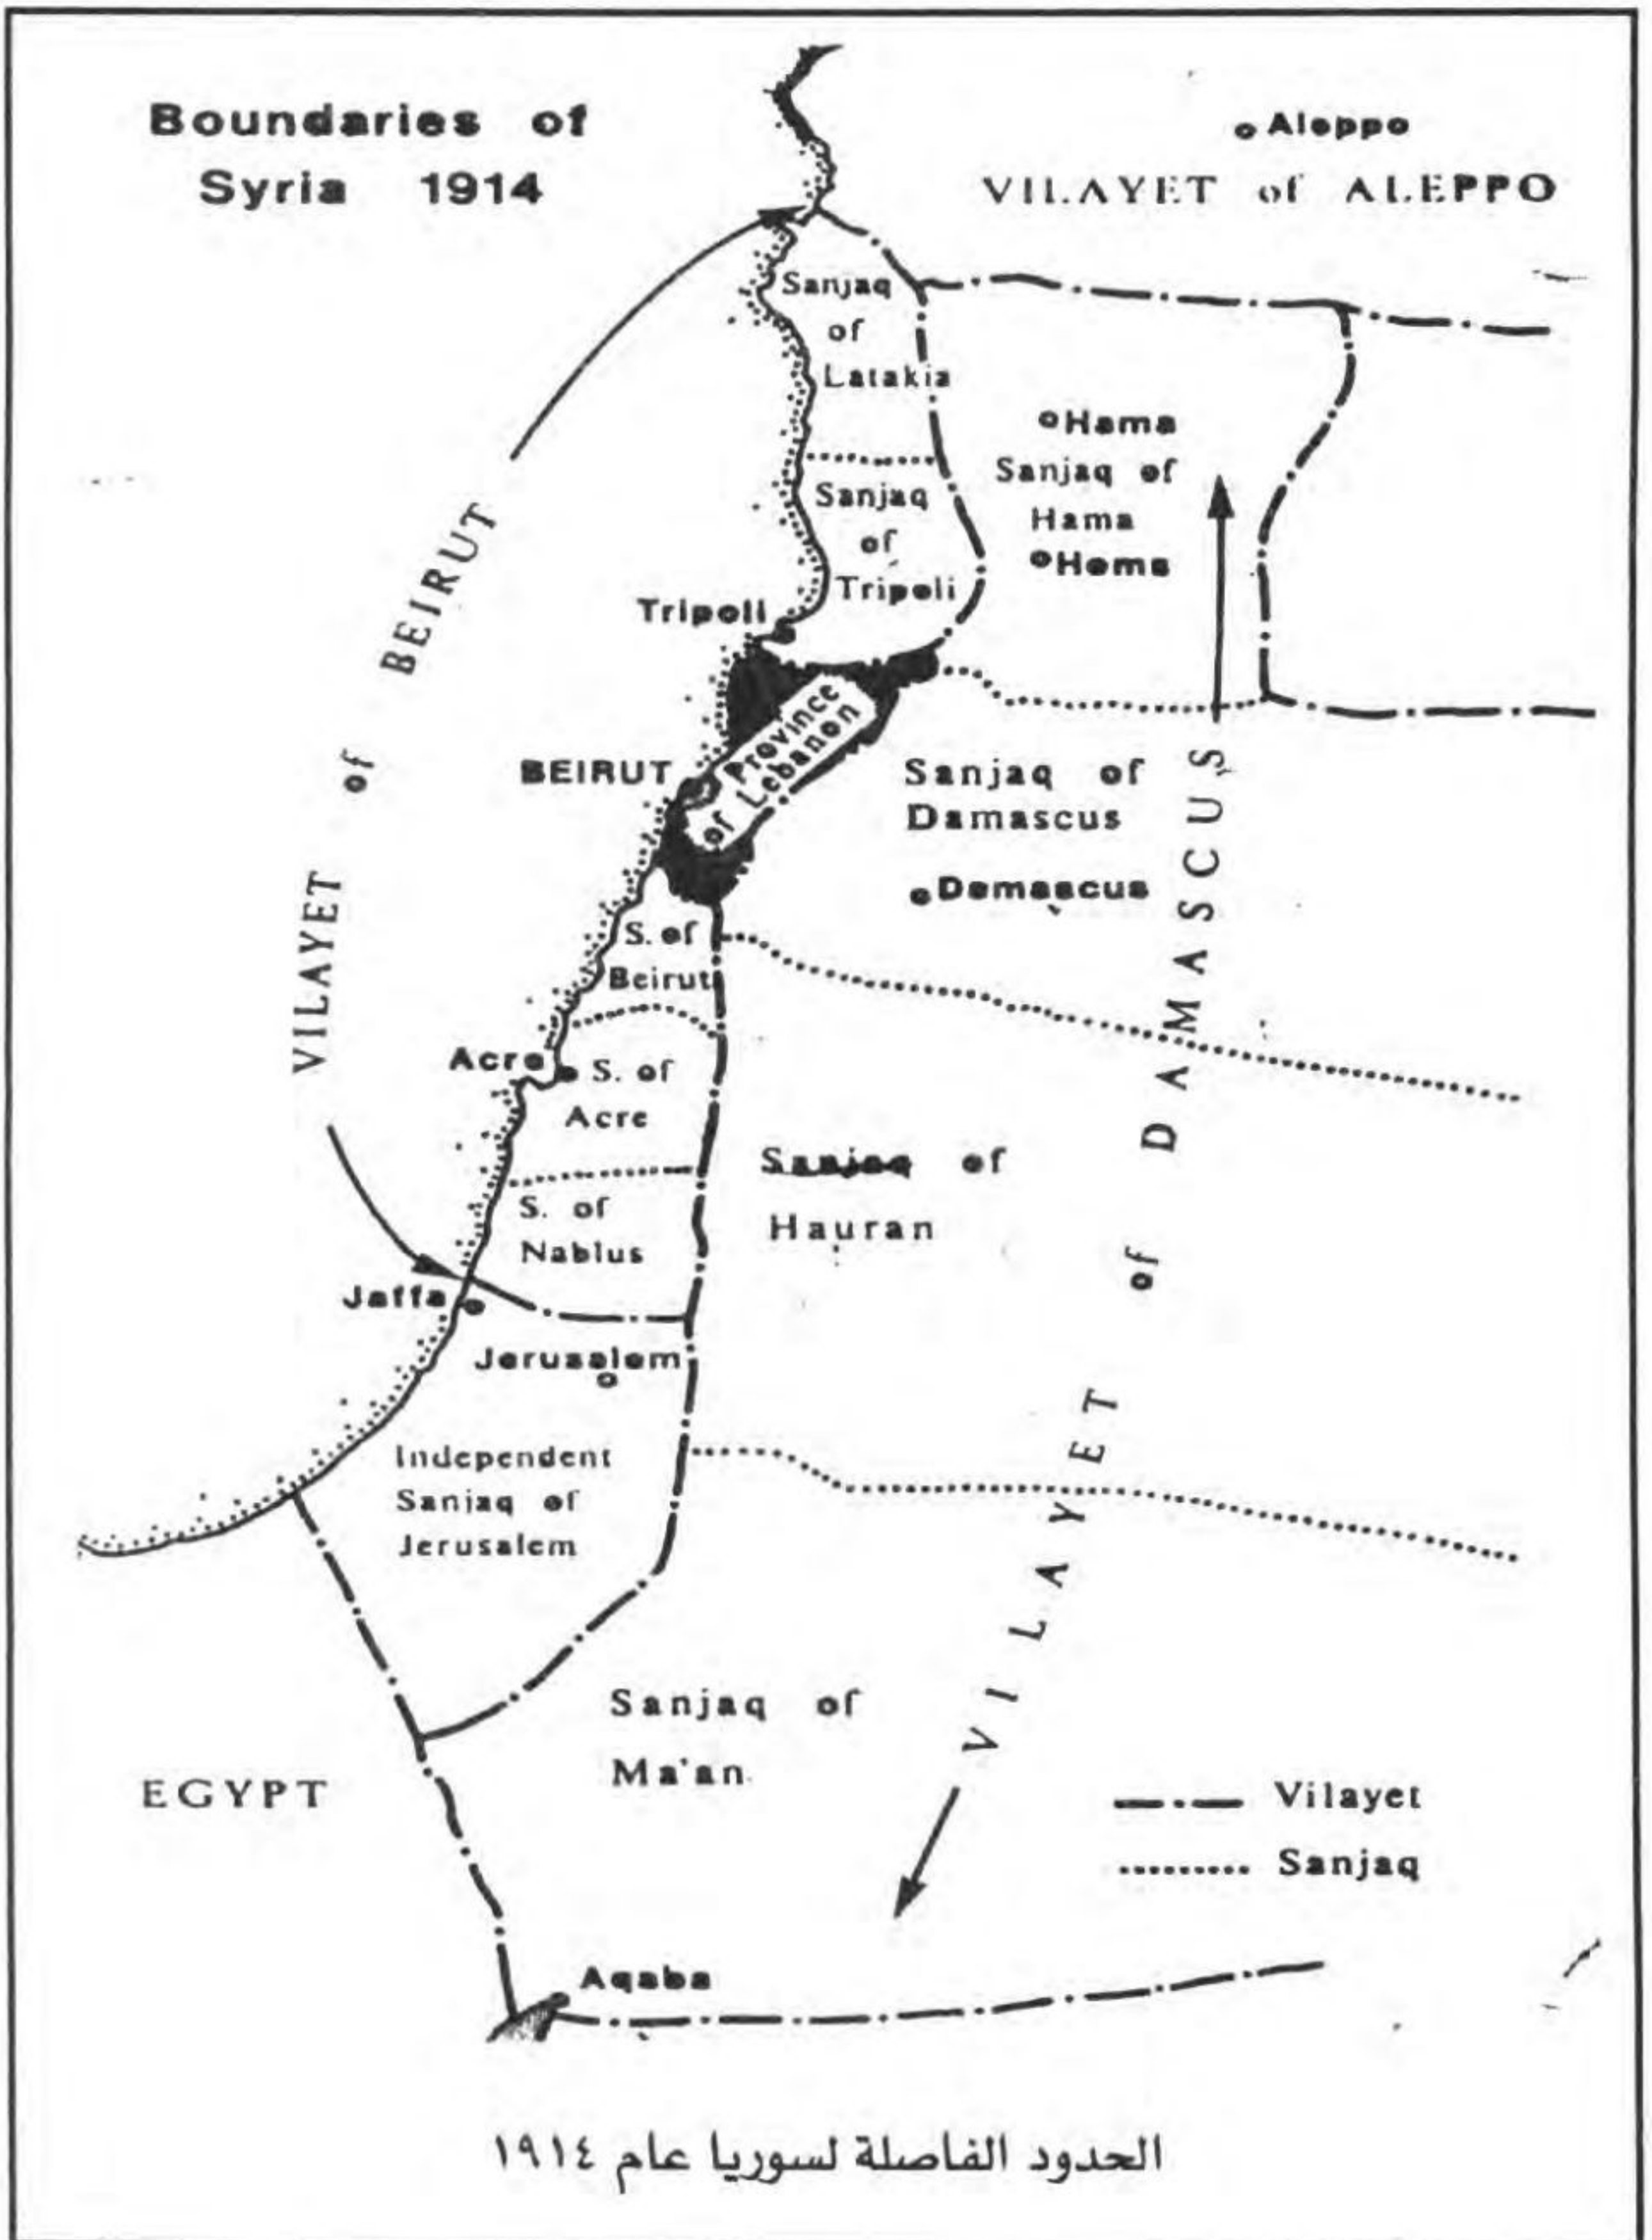 Boundaries of
Syria 1914
Aleppo
VILAYET of ALEPPO
Sanjaq
of
Latakia
Hama
Sanjaq of
Hama
Homs
Sanjaq
of
Tripoli
Tripoli
VILAYET of BEIRUT
Province
of Lebanon
BEIRUT
Sanjaq of
Damascus
Damascus
VILAYET of DAMASCUS
S. of
Beirut
Acre
S. of
Acre
Sanjaq of
Hauran
S. of
Nablus
Jaffa
Jerusalem
Independent
Sanjaq of
Jerusalem
Sanjaq of
Ma'an
EGYPT
Vilayet
Sanjaq
Aqaba
الحدود الفاصلة لسوريا عام ١٩١٤